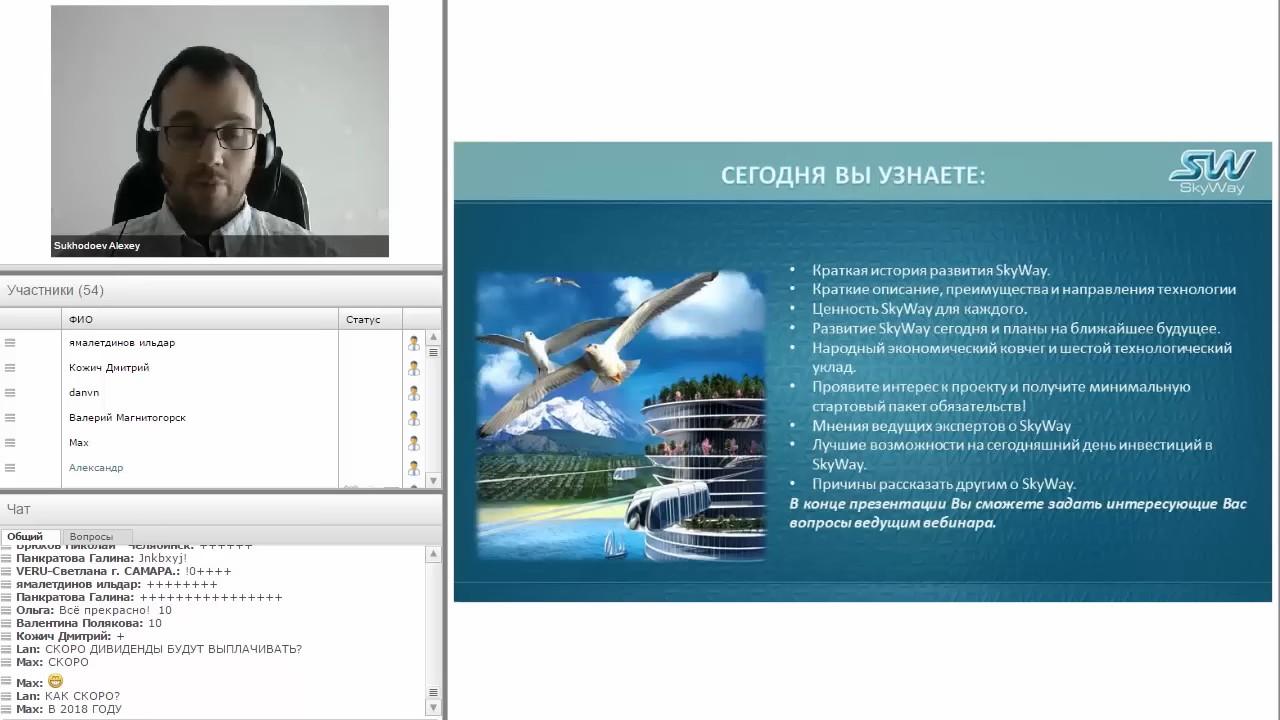 Sukhodoev Alexey
Участники (54)
ФИО Статус
ямалетдинов ильдар
Кожич Дмитрий
danvn
Валерий Магнитогорск
Max
Александр
Чат
Общий Вопросы
Брюхов Николай Челябинск: ++++++
Панкратова Галина: Jnkbxyj!
VERU-Светлана г. САМАРА.: !0++++
ямалетдинов ильдар: ++++++++
Панкратова Галина: ++++++++++++++++
Ольга: Всё прекрасно! 10
Валентина Полякова: 10
Кожич Дмитрий: +
Lan: СКОРО ДИВИДЕНДЫ БУДУТ ВЫПЛАЧИВАТЬ?
Max: СКОРО
Max:
Lan: КАК СКОРО?
Max: В 2018 ГОДУ
СЕГОДНЯ ВЫ УЗНАЕТЕ:
SW
SkyWay
• Краткая история развития SkyWay.
• Краткие описание, преимущества и направления технологии
• Ценность SkyWay для каждого.
• Развитие SkyWay сегодня и планы на ближайшее будущее.
• Народный экономический ковчег и шестой технологический
уклад.
• Проявите интерес к проекту и получите минимальную
стартовый пакет обязательств!
• Мнения ведущих экспертов о SkyWay
• Лучшие возможности на сегодняшний день инвестиций в
SkyWay.
• Причины рассказать другим о SkyWay.
В конце презентации Вы сможете задать интересующие Вас
вопросы ведущим вебинара.